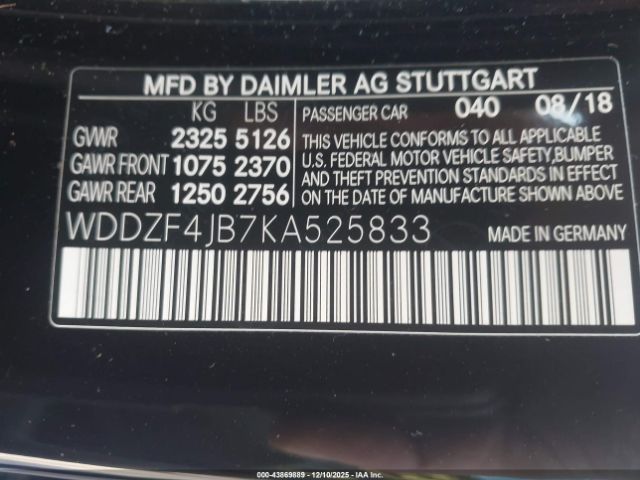 MFD BY DAIMLER AG STUTTGART
KG LBS
GVWR 2325 5126
GAWR FRONT 1075 2370
GAWR REAR 1250 2756
PASSENGER CAR 040 08/18
THIS VEHICLE CONFORMS TO ALL APPLICABLE
U.S. FEDERAL MOTOR VEHICLE SAFETY, BUMPER
AND THEFT PREVENTION STANDARDS IN EFFECT
ON THE DATE OF MANUFACTURE SHOWN ABOVE
WDDZF4JB7KA525833 MADE IN GERMANY
000-43869889 - 12/10/2025 - IAA Inc.